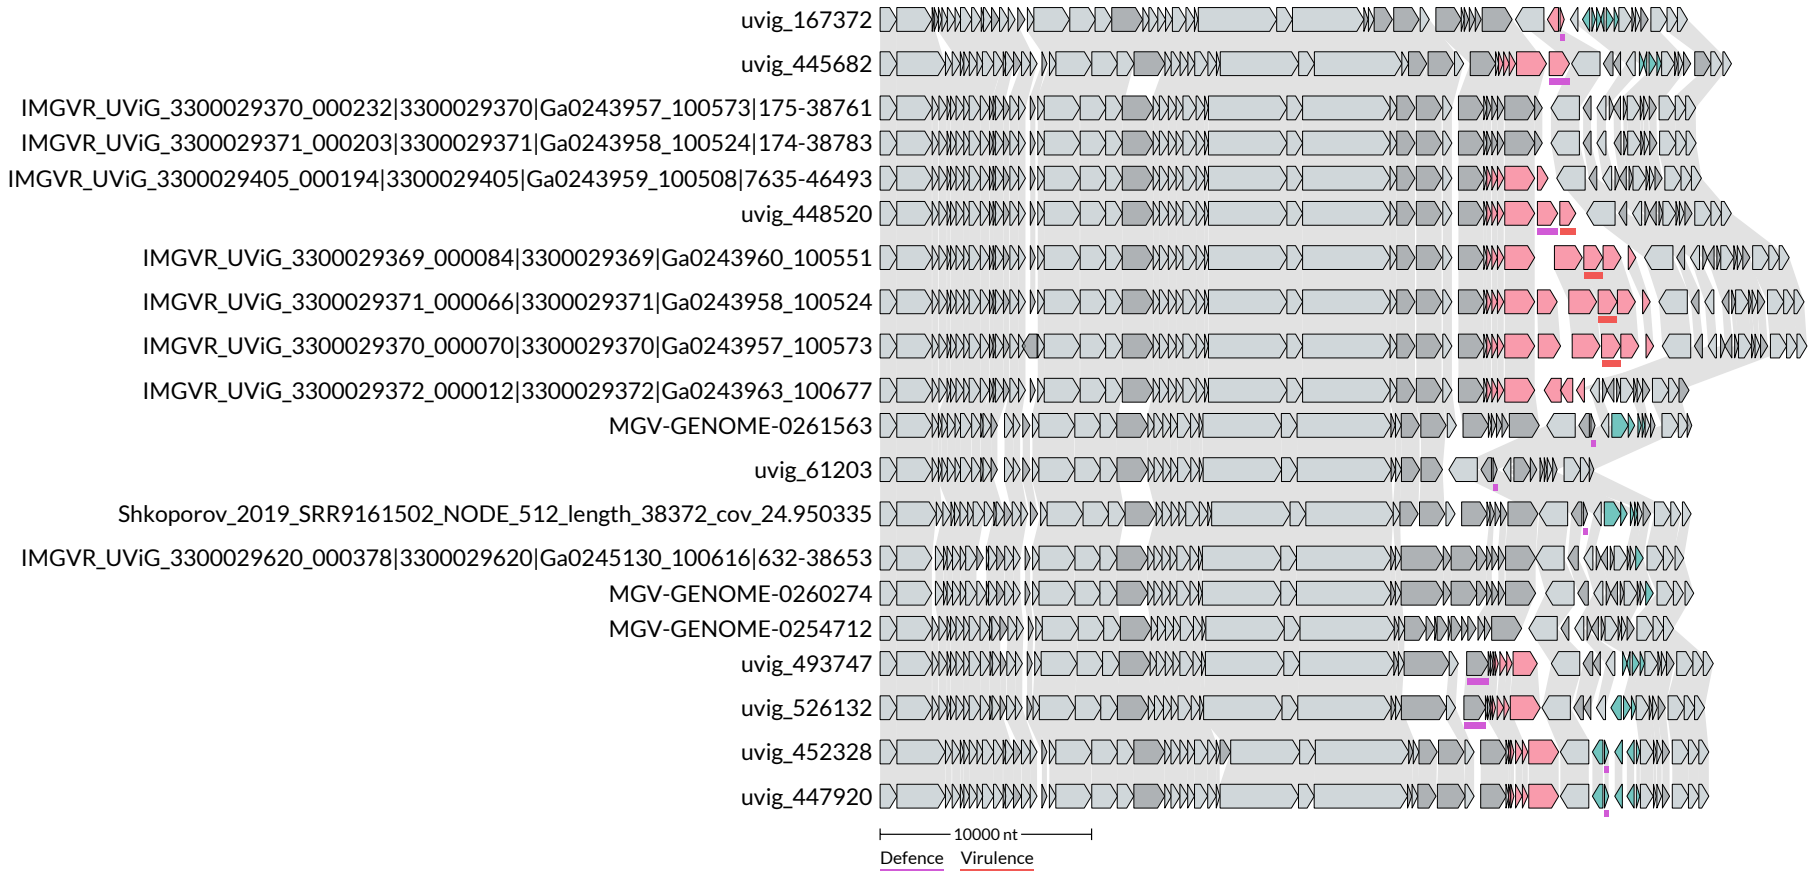 uvig_167372
uvig_445682
IMGVR_UViG_3300029370_000232|3300029370|Ga0243957_100573|175-38761
IMGVR_UViG_3300029371_000203|3300029371|Ga0243958_100524|174-38783
IMGVR_UViG_3300029405_000194|3300029405|Ga0243959_100508|7635-46493
uvig_448520
IMGVR_UViG_3300029369_000084|3300029369|Ga0243960_100551
IMGVR_UViG_3300029371_000066|3300029371|Ga0243958_100524
IMGVR_UViG_3300029370_000070|3300029370|Ga0243957_100573
IMGVR_UViG_3300029372_000012|3300029372|Ga0243963_100677
MGV-GENOME-0261563
uvig_61203
Shkoporov_2019_SRR9161502_NODE_512_length_38372_cov_24.950335
IMGVR_UViG_3300029620_000378|3300029620|Ga0245130_100616|632-38653
MGV-GENOME-0260274
MGV-GENOME-0254712
uvig_493747
uvig_526132
uvig_452328
uvig_447920
10000 nt
Defence Virulence